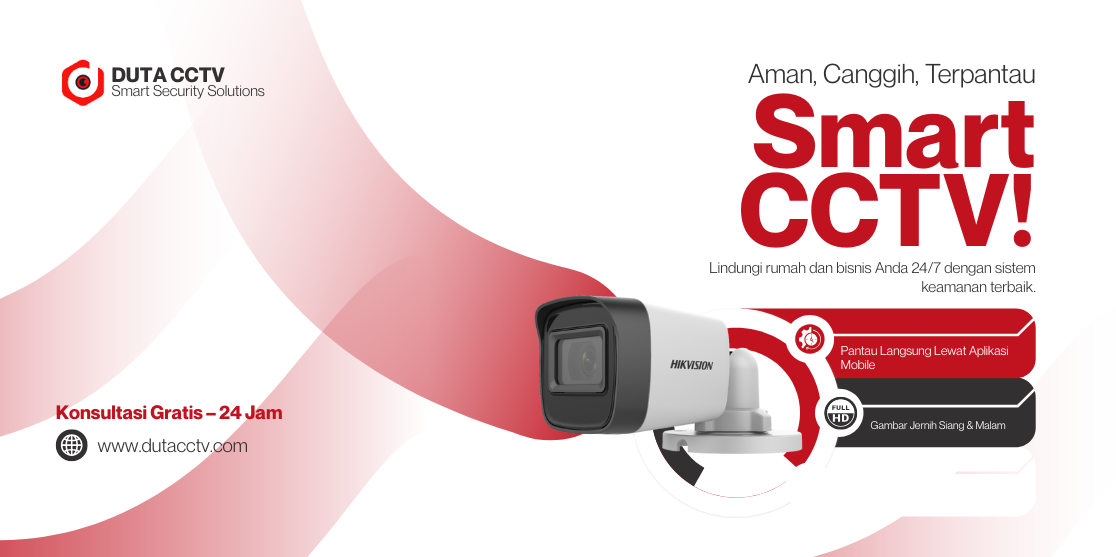 DUTA CCTV
Smart Security Solutions
Aman, Canggih, Terpantau
Smart
CCTV!
Lindungi rumah dan bisnis Anda 24/7 dengan sistem
keamanan terbaik.
HIKVISION
Pantau Langsung Lewat Aplikasi
Mobile
FULL
HD
Gambar Jernih Siang & Malam
Konsultasi Gratis – 24 Jam
www.dutacctv.com